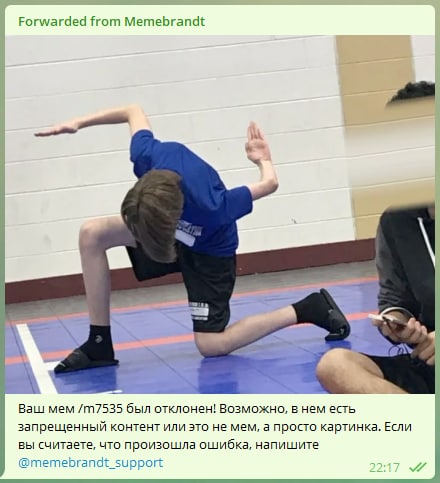 Forwarded from Memebrandt
Ваш мем /m7535 был отклонен! Возможно, в нем есть
запрещенный контент или это не мем, а просто картинка. Если
вы считаете, что произошла ошибка, напишите
@memebrandt_support
22:17